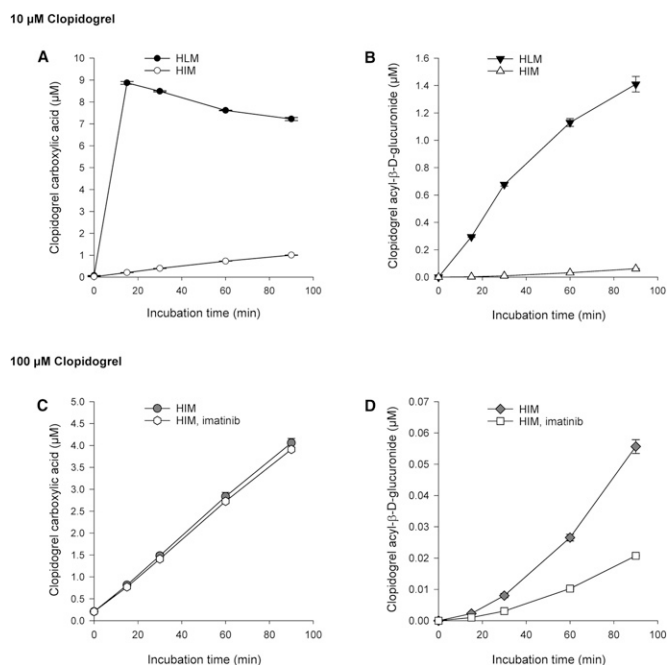 10 µM Clopidogrel
A
HLM
HIM
Clopidogrel carboxylic acid (µM)
10
9
8
7
6
5
4
3
2
1
0
0 20 40 60 80 100
Incubation time (min)
B
HLM
HIM
Clopidogrel acyl-β-D-glucuronide (µM)
1.6
1.4
1.2
1.0
0.8
0.6
0.4
0.2
0.0
0 20 40 60 80 100
Incubation time (min)
100 µM Clopidogrel
C
HIM
HIM, imatinib
Clopidogrel carboxylic acid (µM)
5.0
4.5
4.0
3.5
3.0
2.5
2.0
1.5
1.0
0.5
0.0
0 20 40 60 80 100
Incubation time (min)
D
HIM
HIM, imatinib
Clopidogrel acyl-β-D-glucuronide (µM)
0.07
0.06
0.05
0.04
0.03
0.02
0.01
0.00
0 20 40 60 80 100
Incubation time (min)